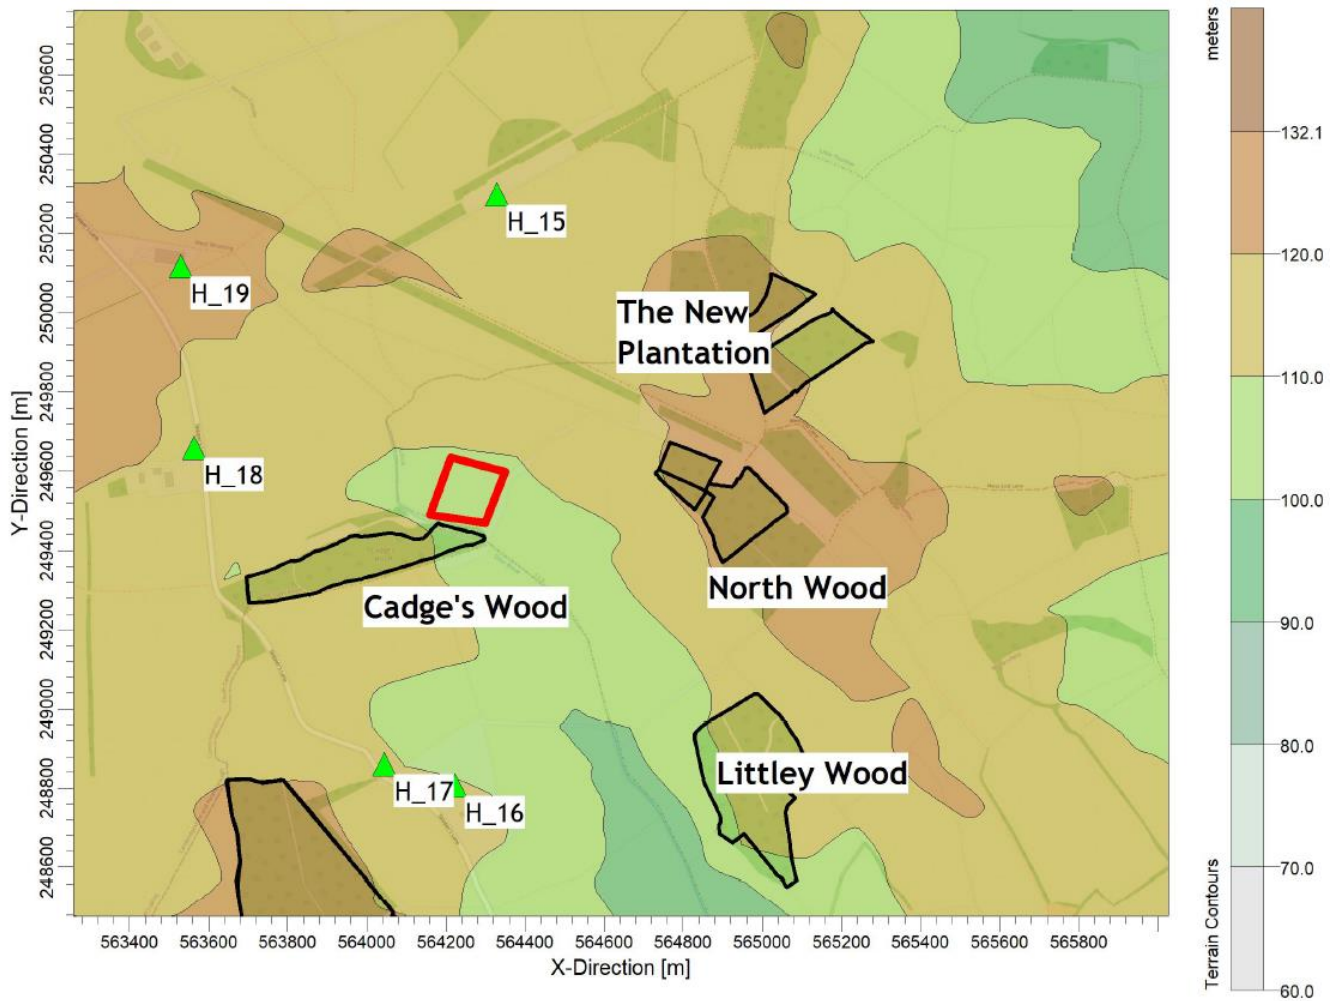 meters
132.1
120.0
110.0
100.0
90.0
80.0
70.0
60.0
Terrain Contours
250600
250400
250200
250000
249800
249600
249400
249200
249000
248800
248600
Y-Direction [m]
H_15
H_19
The New
Plantation
H_18
North Wood
Cadge's Wood
Littley Wood
H_17
H_16
563400 563600 563800 564000 564200 564400 564600 564800 565000 565200 565400 565600 565800
X-Direction [m]